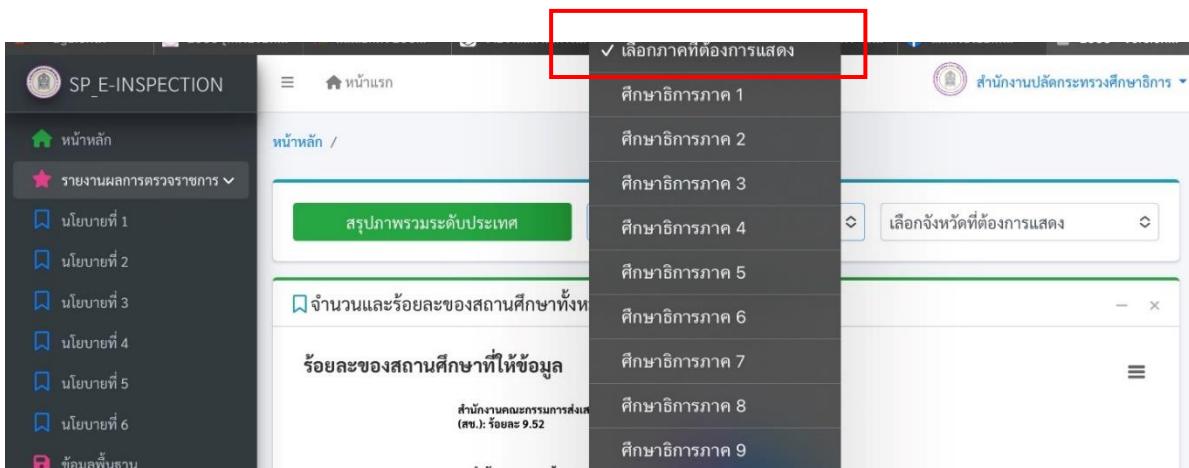 ✓ เลือกภาคที่ต้องการแสดง
SP_E-INSPECTION
หน้าแรก
สำนักงานปลัดกระทรวงศึกษาธิการ
ศึกษาธิการภาค 1
หน้าหลัก
หน้าหลัก /
ศึกษาธิการภาค 2
รายงานผลการตรวจราชการ
ศึกษาธิการภาค 3
นโยบายที่ 1
สรุปภาพรวมระดับประเทศ
ศึกษาธิการภาค 4
เลือกจังหวัดที่ต้องการแสดง
นโยบายที่ 2
ศึกษาธิการภาค 5
นโยบายที่ 3
จำนวนและร้อยละของสถานศึกษาทั้งห
ศึกษาธิการภาค 6
นโยบายที่ 4
ร้อยละของสถานศึกษาที่ให้ข้อมูล
ศึกษาธิการภาค 7
นโยบายที่ 5
ศึกษาธิการภาค 8
สำนักงานคณะกรรมการส่งเส
(สช.): ร้อยละ 9.52
นโยบายที่ 6
ศึกษาธิการภาค 9
ข้อมูลพื้นฐาน